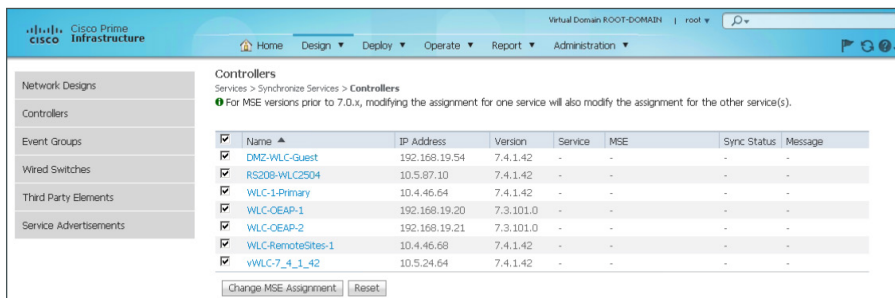 Virtual Domain ROOT-DOMAIN | root ▼
cisco Cisco Prime Infrastructure
Home Design ▼ Deploy ▼ Operate ▼ Report ▼ Administration ▼
Network Designs
Controllers
Event Groups
Wired Switches
Third Party Elements
Service Advertisements
Controllers
Services > Synchronize Services > Controllers
For MSE versions prior to 7.0.x, modifying the assignment for one service will also modify the assignment for the other service(s).
Name ▲ IP Address Version Service MSE Sync Status Message
DMZ-WLC-Guest 192.168.19.54 7.4.1.42 - - - -
RS208-WLC2504 10.5.87.10 7.4.1.42 - - - -
WLC-1-Primary 10.4.46.64 7.4.1.42 - - - -
WLC-OEAP-1 192.168.19.20 7.3.101.0 - - - -
WLC-OEAP-2 192.168.19.21 7.3.101.0 - - - -
WLC-RemoteSites-1 10.4.46.68 7.4.1.42 - - - -
vWLC-7_4_1_42 10.5.24.64 7.4.1.42 - - - -
Change MSE Assignment Reset